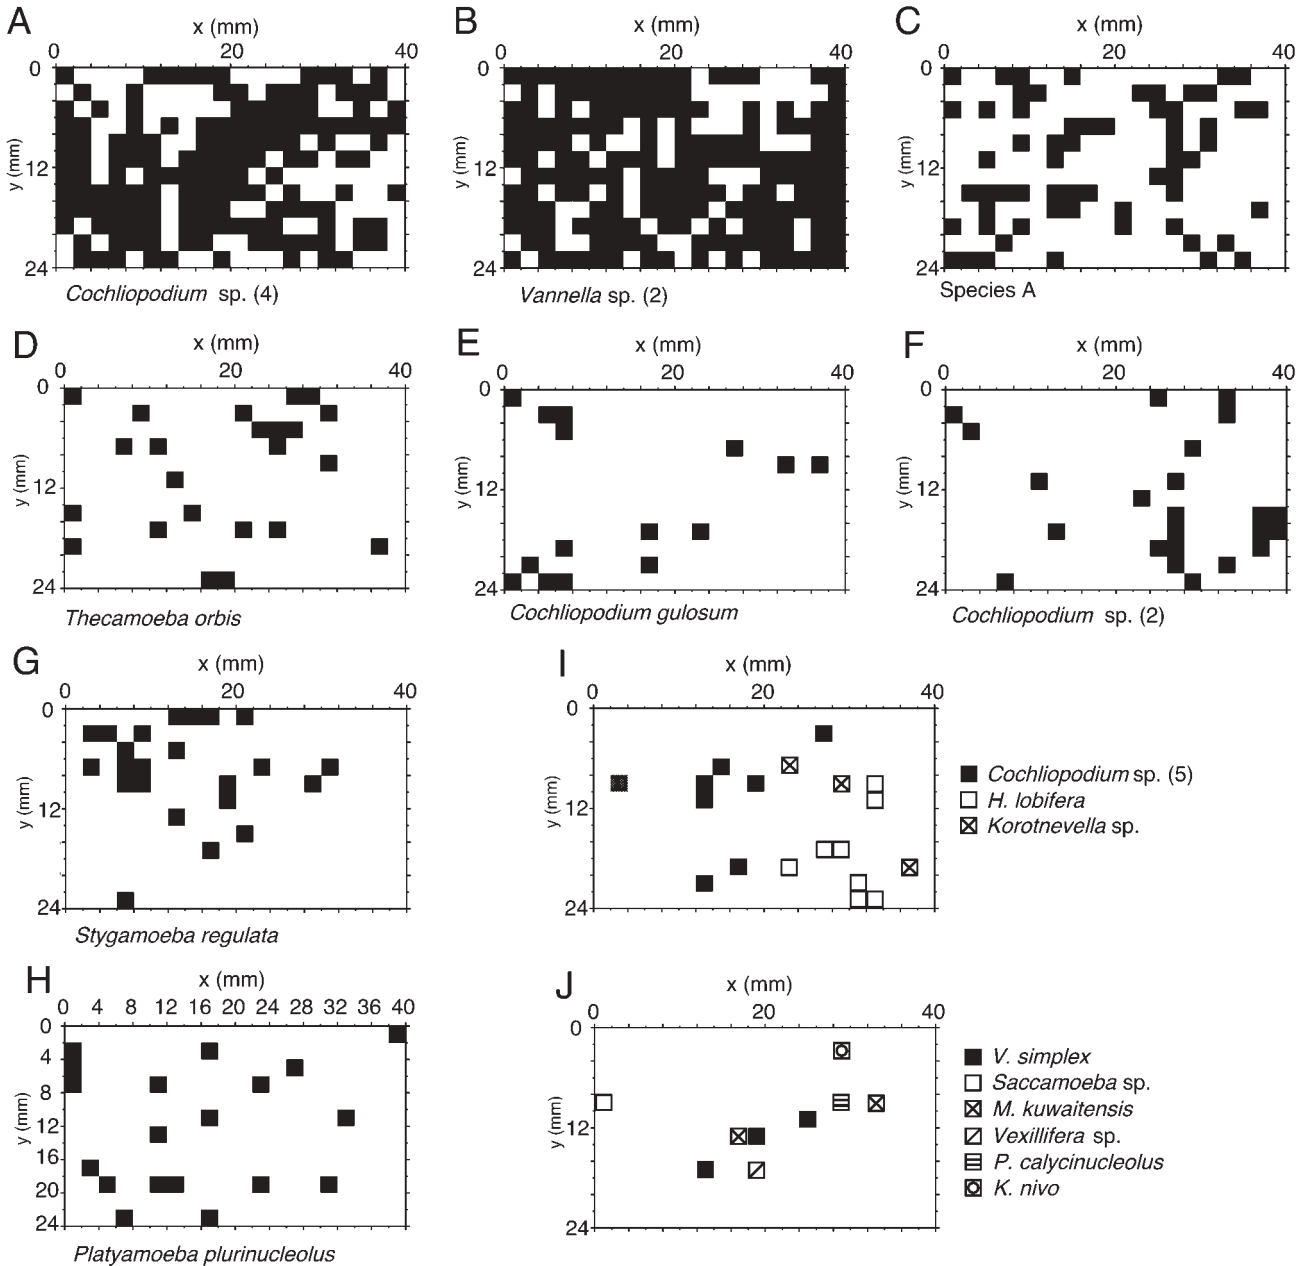 A
x (mm)
0 20 40
0
12
24
y (mm)
Cochliopodium sp. (4)
B
x (mm)
0 20 40
0
12
24
y (mm)
Vannella sp. (2)
C
x (mm)
0 20 40
0
12
24
y (mm)
Species A
D
x (mm)
0 20 40
0
12
24
y (mm)
Thecamoeba orbis
E
x (mm)
0 20 40
0
12
24
y (mm)
Cochliopodium gulosum
F
x (mm)
0 20 40
0
12
24
y (mm)
Cochliopodium sp. (2)
G
x (mm)
0 20 40
0
12
24
y (mm)
Stygamoeba regulata
I
x (mm)
0 20 40
0
12
24
y (mm)
Cochliopodium sp. (5)
H. lobifera
Korotnevella sp.
H
x (mm)
0 4 8 12 16 20 24 28 32 36 40
0
4
8
12
16
20
24
y (mm)
Platyamoeba plurinucleolus
J
x (mm)
0 20 40
0
12
24
y (mm)
V. simplex
Saccamoeba sp.
M. kuwaitensis
Vexillifera sp.
P. calycinucleolus
K. nivo